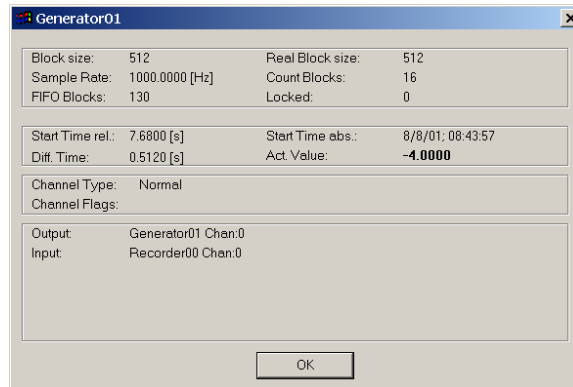 Generator01
Block size: 512 Real Block size: 512
Sample Rate: 1000.0000 [Hz] Count Blocks: 16
FIFO Blocks: 130 Locked: 0
Start Time rel.: 7.6800 [s] Start Time abs.: 8/8/01; 08:43:57
Diff. Time: 0.5120 [s] Act. Value: -4.0000
Channel Type: Normal
Channel Flags:
Output: Generator01 Chan:0
Input: Recorder00 Chan:0
OK